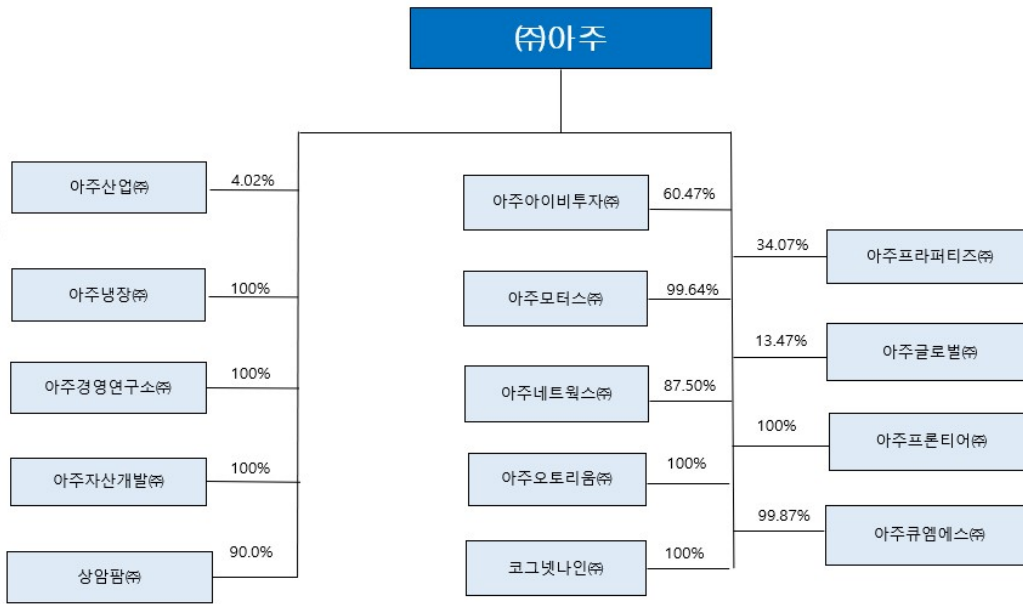 ㈜아주
아주산업㈜
4.02%
아주냉장㈜
100%
아주경영연구소㈜
100%
아주자산개발㈜
100%
상암팜㈜
90.0%
아주아이비투자㈜
60.47%
아주모터스㈜
99.64%
아주네트웍스㈜
87.50%
아주오토리움㈜
100%
코그넷나인㈜
100%
34.07%
아주프라퍼티즈㈜
13.47%
아주글로벌㈜
100%
아주프론티어㈜
99.87%
아주큐엠에스㈜